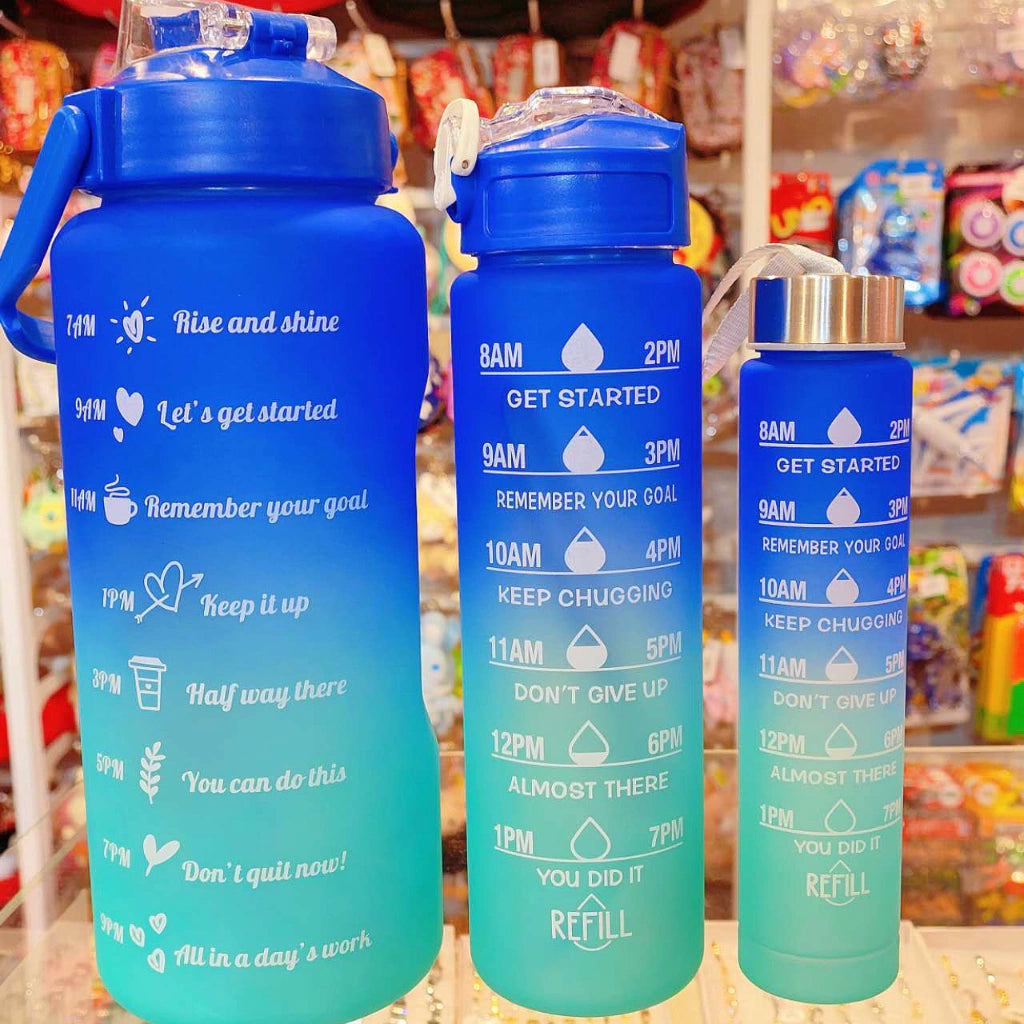 7AM Rise and shine
9AM Let's get started
11AM Remember your goal
1PM Keep it up
3PM Half way there
5PM You can do this
7PM Don't quit now!
9PM All in a day's work
8AM 2PM
GET STARTED
9AM 3PM
REMEMBER YOUR GOAL
10AM 4PM
KEEP CHUGGING
11AM 5PM
DON'T GIVE UP
12PM 6PM
ALMOST THERE
1PM 7PM
YOU DID IT
REFILL
8AM 2PM
GET STARTED
9AM 3PM
REMEMBER YOUR GOAL
10AM 4PM
KEEP CHUGGING
11AM 5PM
DON'T GIVE UP
12PM 6PM
ALMOST THERE
1PM 7PM
YOU DID IT
REFILL
UNO